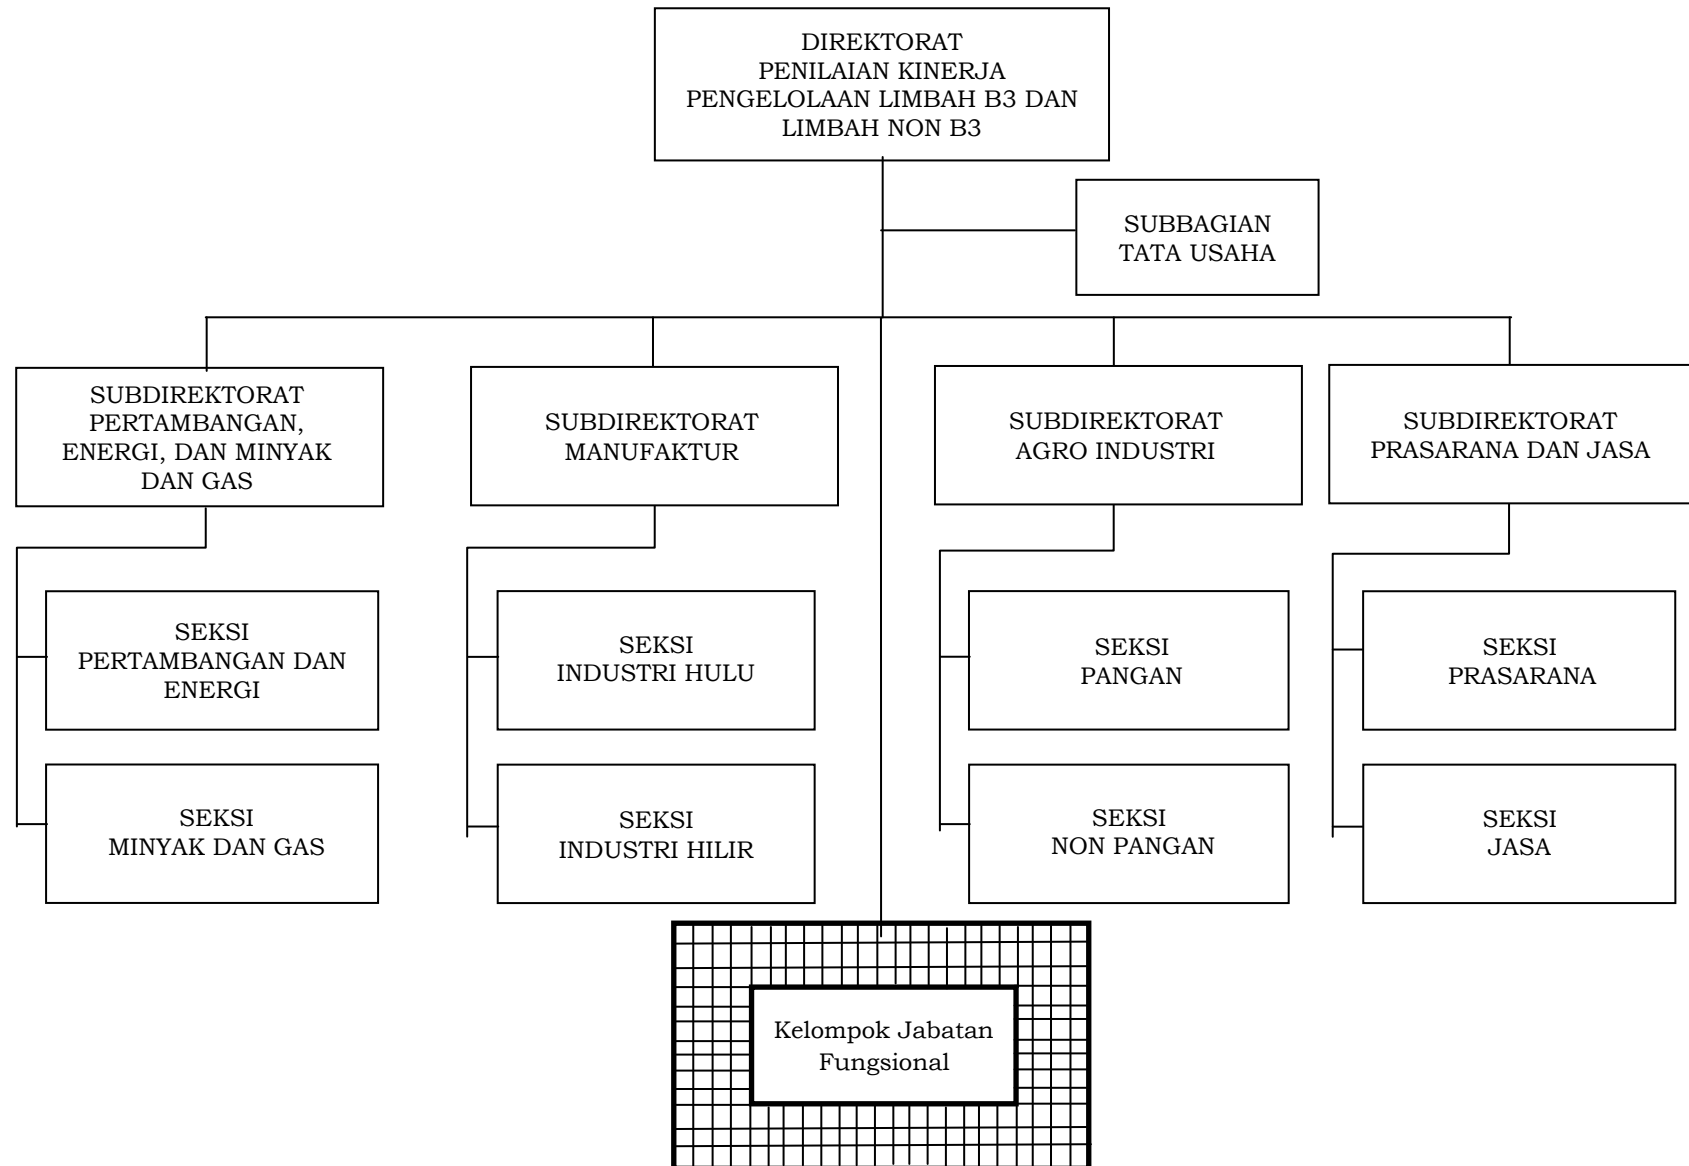 DIREKTORAT
PENILAIAN KINERJA
PENGELOLAAN LIMBAH B3 DAN
LIMBAH NON B3
SUBBAGIAN
TATA USAHA
SUBDIREKTORAT
PERTAMBANGAN,
ENERGI, DAN MINYAK
DAN GAS
SUBDIREKTORAT
MANUFAKTUR
SUBDIREKTORAT
AGRO INDUSTRI
SUBDIREKTORAT
PRASARANA DAN JASA
SEKSI
PERTAMBANGAN DAN
ENERGI
SEKSI
INDUSTRI HULU
SEKSI
PANGAN
SEKSI
PRASARANA
SEKSI
MINYAK DAN GAS
SEKSI
INDUSTRI HILIR
SEKSI
NON PANGAN
SEKSI
JASA
Kelompok Jabatan
Fungsional